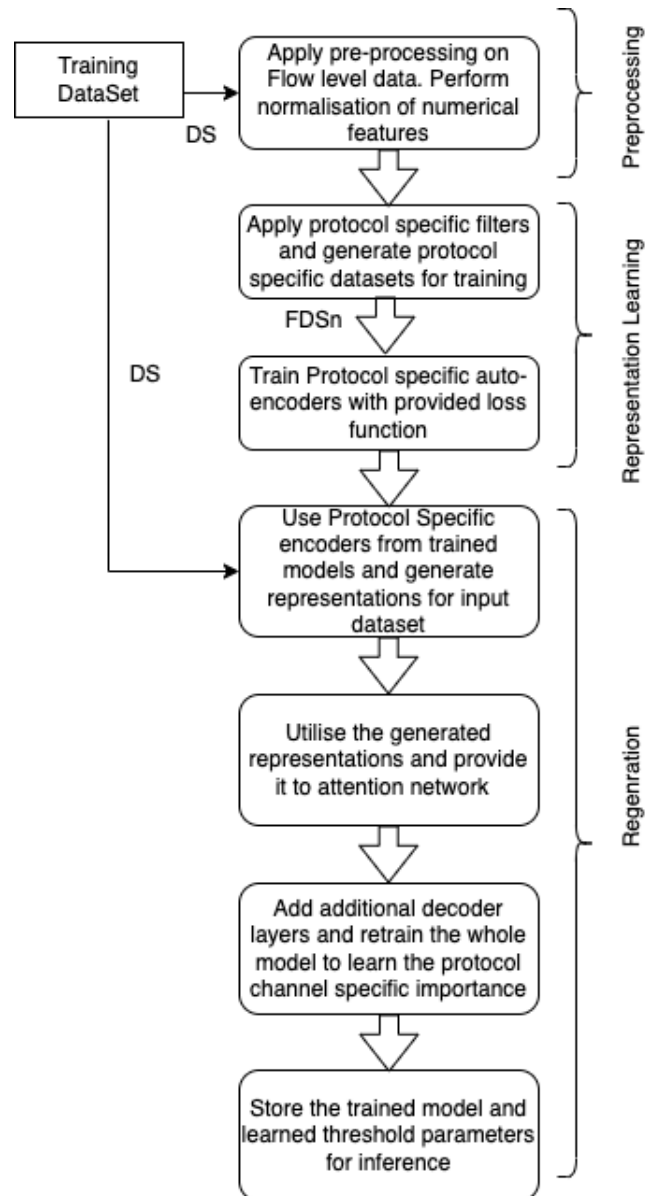 Training
DataSet
DS
Apply pre-processing on
Flow level data. Perform
normalisation of numerical
features
Preprocessing
Apply protocol specific filters
and generate protocol
specific datasets for training
FDSn
Train Protocol specific auto-
encoders with provided loss
function
Representation Learning
DS
Use Protocol Specific
encoders from trained
models and generate
representations for input
dataset
Utilise the generated
representations and provide
it to attention network
Add additional decoder
layers and retrain the whole
model to learn the protocol
channel specific importance
Store the trained model and
learned threshold parameters
for inference
Regenration